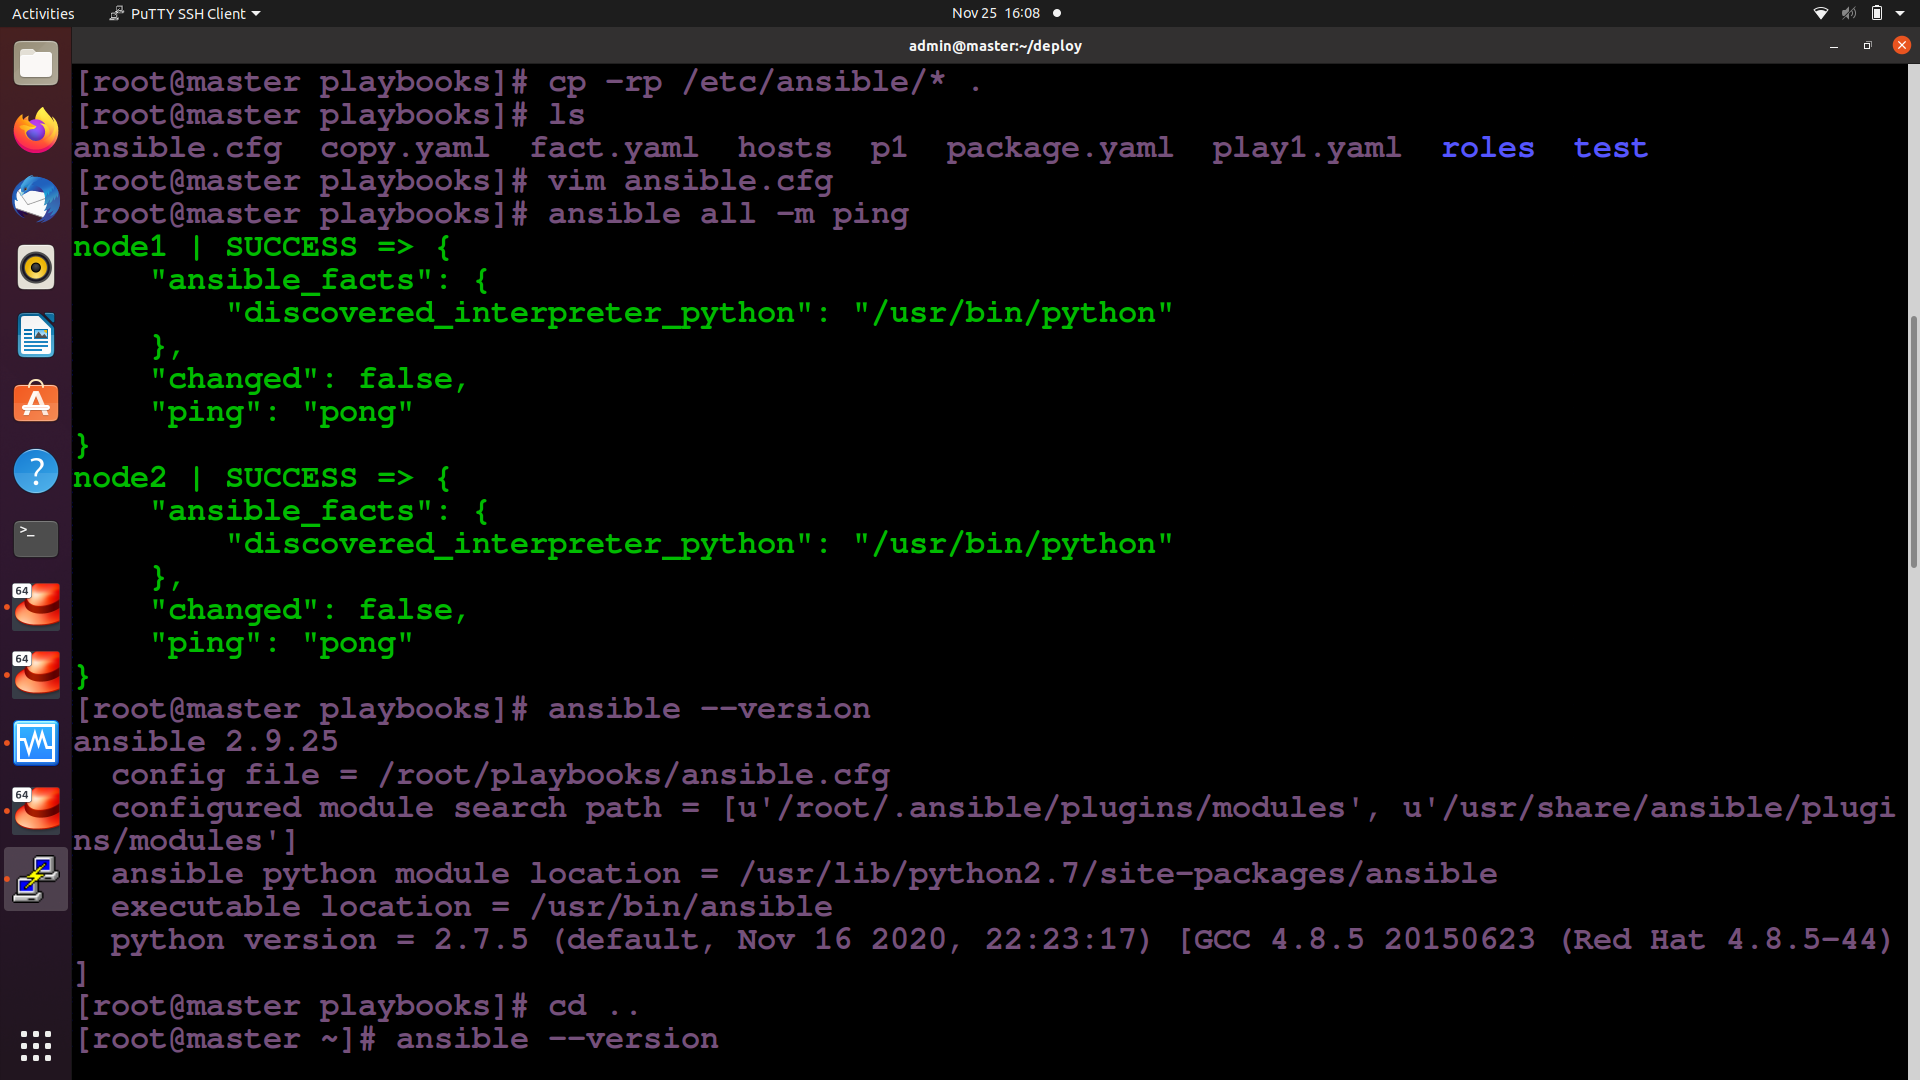 Activities PuTTY SSH Client Nov 25 16:08
admin@master:~/deploy
[root@master playbooks]# cp -rp /etc/ansible/* .
[root@master playbooks]# ls
ansible.cfg  copy.yaml  fact.yaml  hosts  p1  package.yaml  play1.yaml  roles  test
[root@master playbooks]# vim ansible.cfg
[root@master playbooks]# ansible all -m ping
node1 | SUCCESS => {
    "ansible_facts": {
        "discovered_interpreter_python": "/usr/bin/python"
    },
    "changed": false,
    "ping": "pong"
}
node2 | SUCCESS => {
    "ansible_facts": {
        "discovered_interpreter_python": "/usr/bin/python"
    },
    "changed": false,
    "ping": "pong"
}
[root@master playbooks]# ansible --version
ansible 2.9.25
  config file = /root/playbooks/ansible.cfg
  configured module search path = [u'/root/.ansible/plugins/modules', u'/usr/share/ansible/plugi
ns/modules']
  ansible python module location = /usr/lib/python2.7/site-packages/ansible
  executable location = /usr/bin/ansible
  python version = 2.7.5 (default, Nov 16 2020, 22:23:17) [GCC 4.8.5 20150623 (Red Hat 4.8.5-44)
]
[root@master playbooks]# cd ..
[root@master ~]# ansible --version
64
64
64